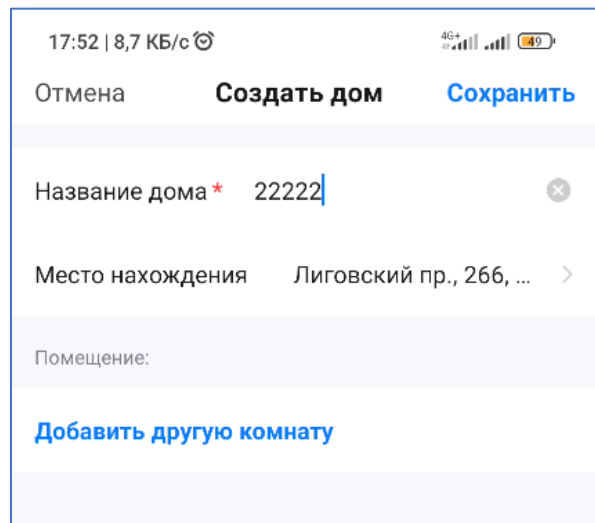 17:52 | 8,7 КБ/с 4G+ 49
Отмена Создать дом Сохранить
Название дома * 22222
Место нахождения Лиговский пр., 266, ...
Помещение:
Добавить другую комнату